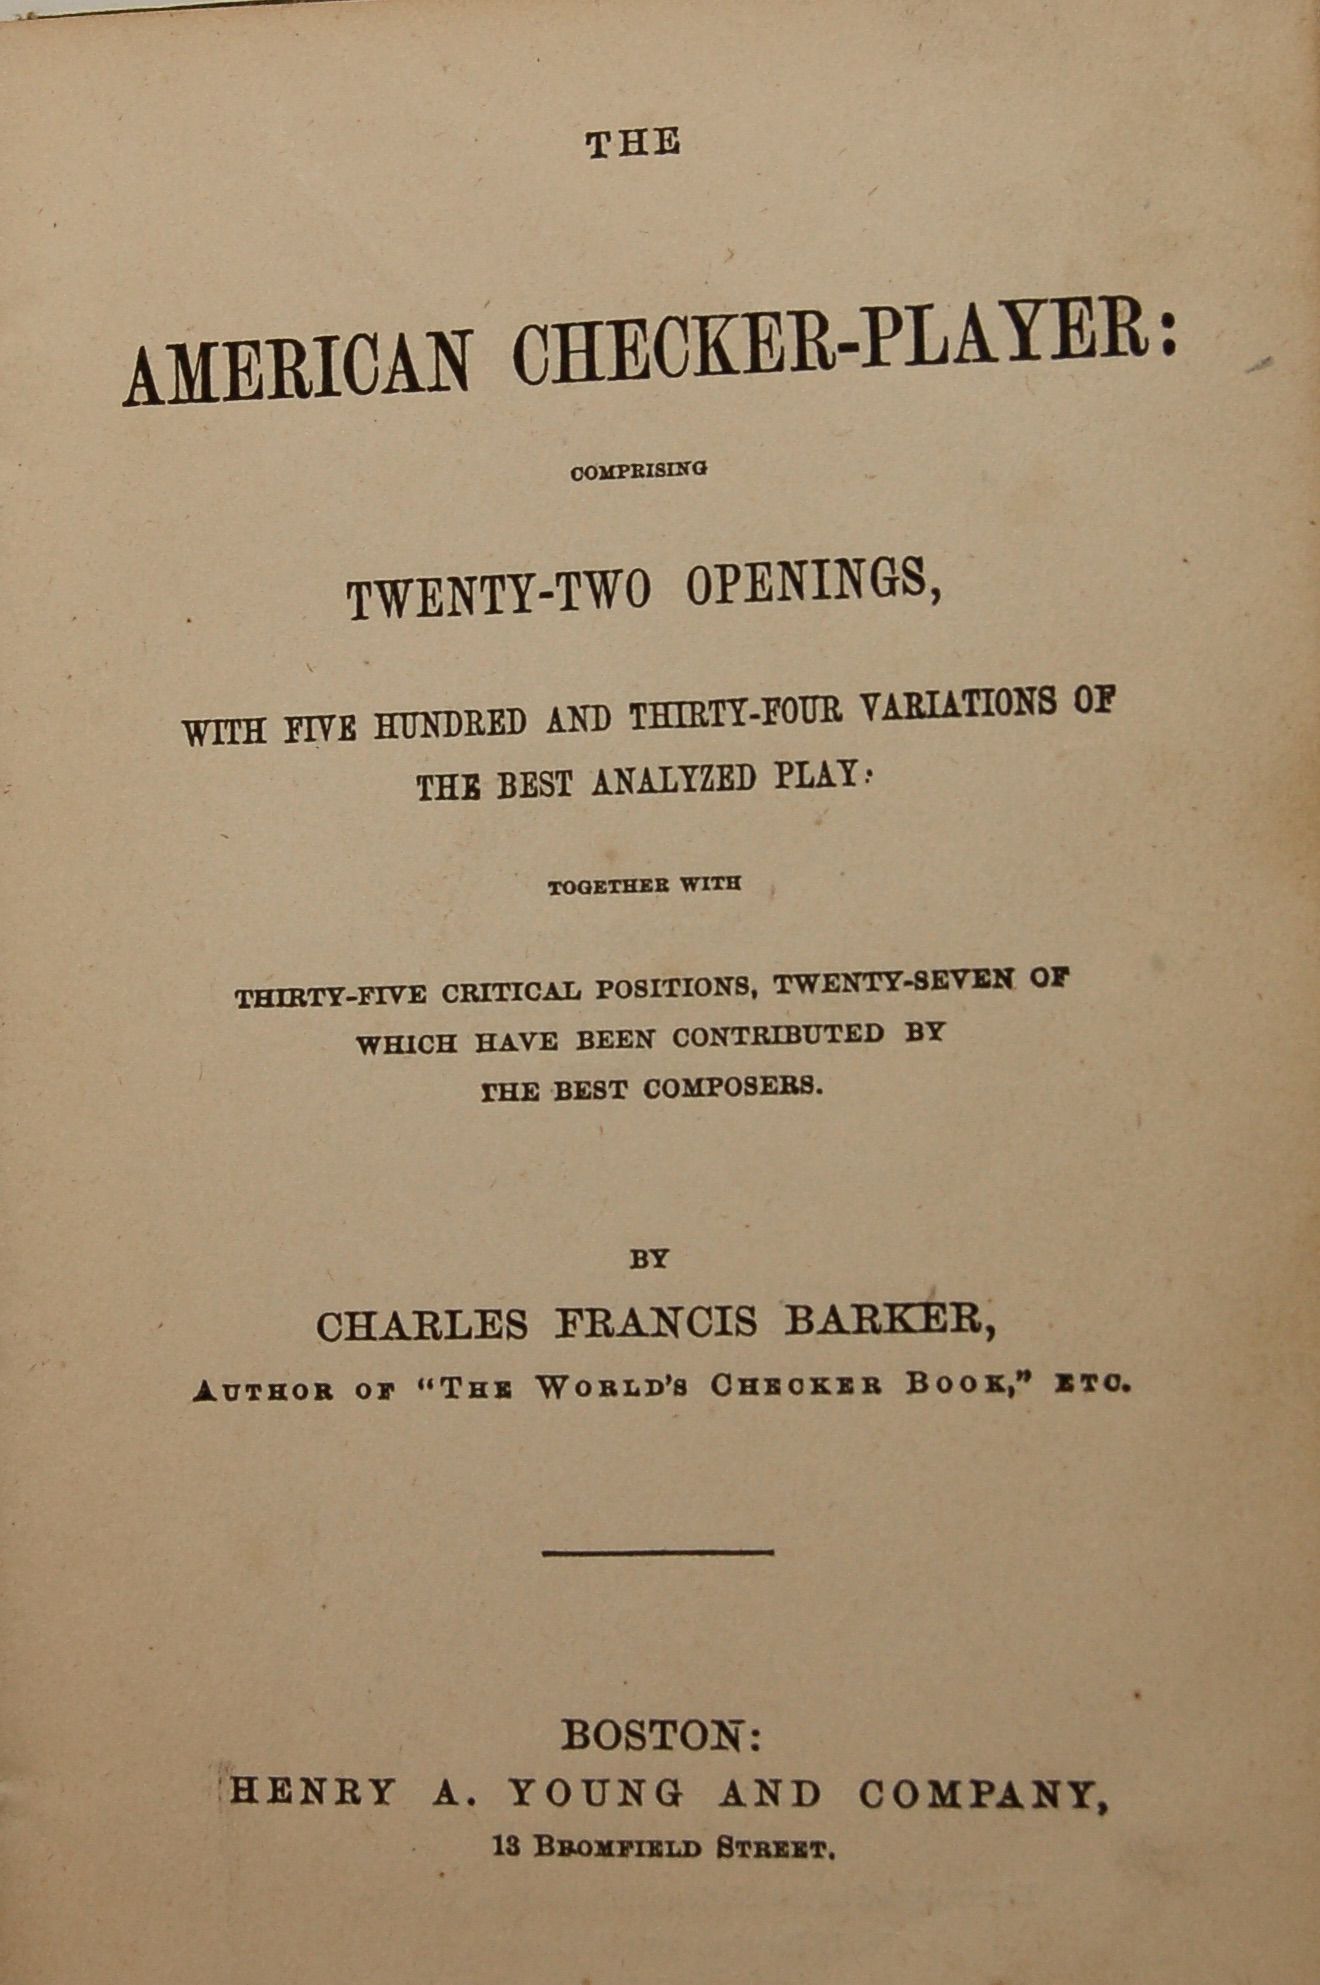 THE
AMERICAN CHECKER-PLAYER:
COMPRISING
TWENTY-TWO OPENINGS,
WITH FIVE HUNDRED AND THIRTY-FOUR VARIATIONS OF
THE BEST ANALYZED PLAY:
TOGETHER WITH
THIRTY-FIVE CRITICAL POSITIONS, TWENTY-SEVEN OF
WHICH HAVE BEEN CONTRIBUTED BY
THE BEST COMPOSERS.
BY
CHARLES FRANCIS BARKER,
AUTHOR OF "THE WORLD'S CHECKER BOOK," ETC.
BOSTON:
HENRY A. YOUNG AND COMPANY,
13 BROMFIELD STREET.